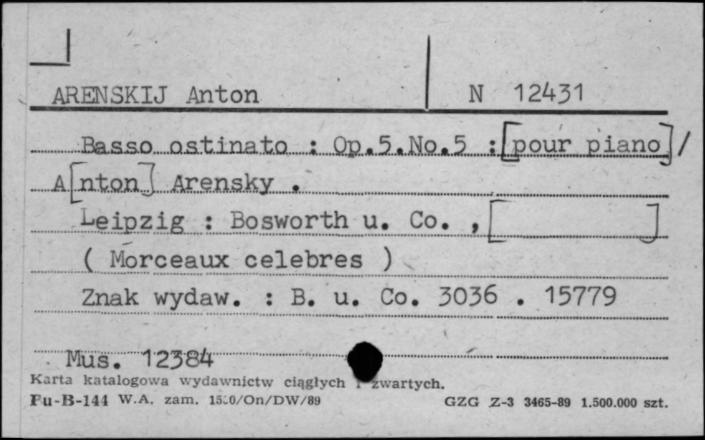 ARENSKIJ Anton N 12431
Basso ostinato : Op.5.No.5 :[pour piano]/
A[nton] Arensky .
Leipzig : Bosworth u. Co. ,[ ]
( Morceaux celebres )
Znak wydaw. : B. u. Co. 3036 . 15779
Mus. 12384
Karta katalogowa wydawnictw ciągłych i zwartych.
Pu-B-144 W.A. zam. /On/DW/89 GZG Z-3 3465-89 1.500.000 szt.